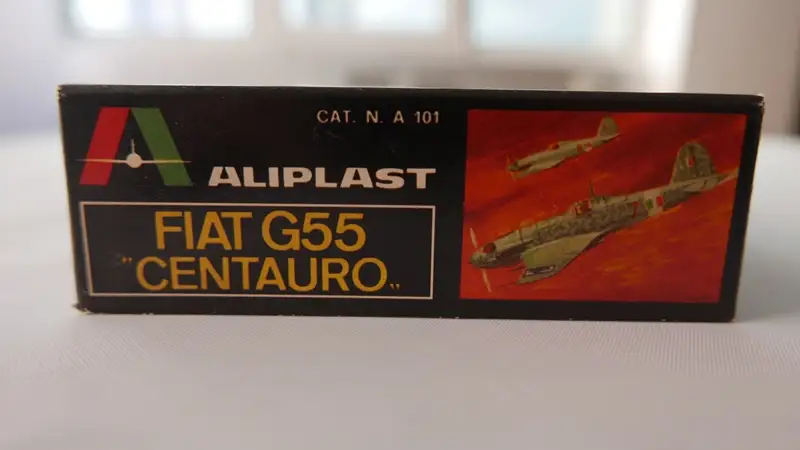 CAT. N. A 101
ALIPLAST
FIAT G55
"CENTAURO„